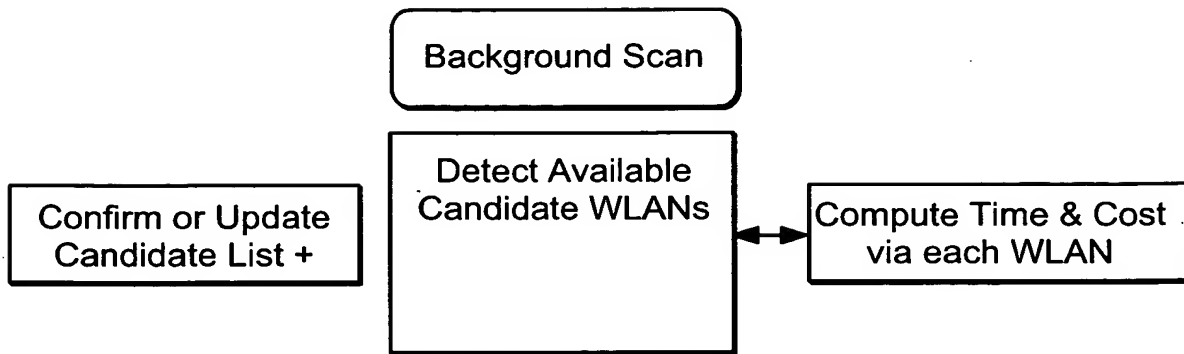 Background Scan
Detect Available
Candidate WLANs
Confirm or Update
Candidate List +
Compute Time & Cost
via each WLAN